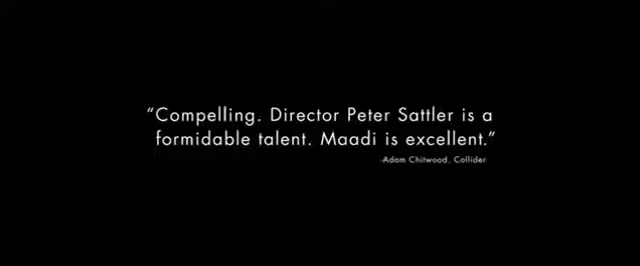 “Compelling. Director Peter Sattler is a
formidable talent. Maadi is excellent.”
-Adam Chitwood, Collider